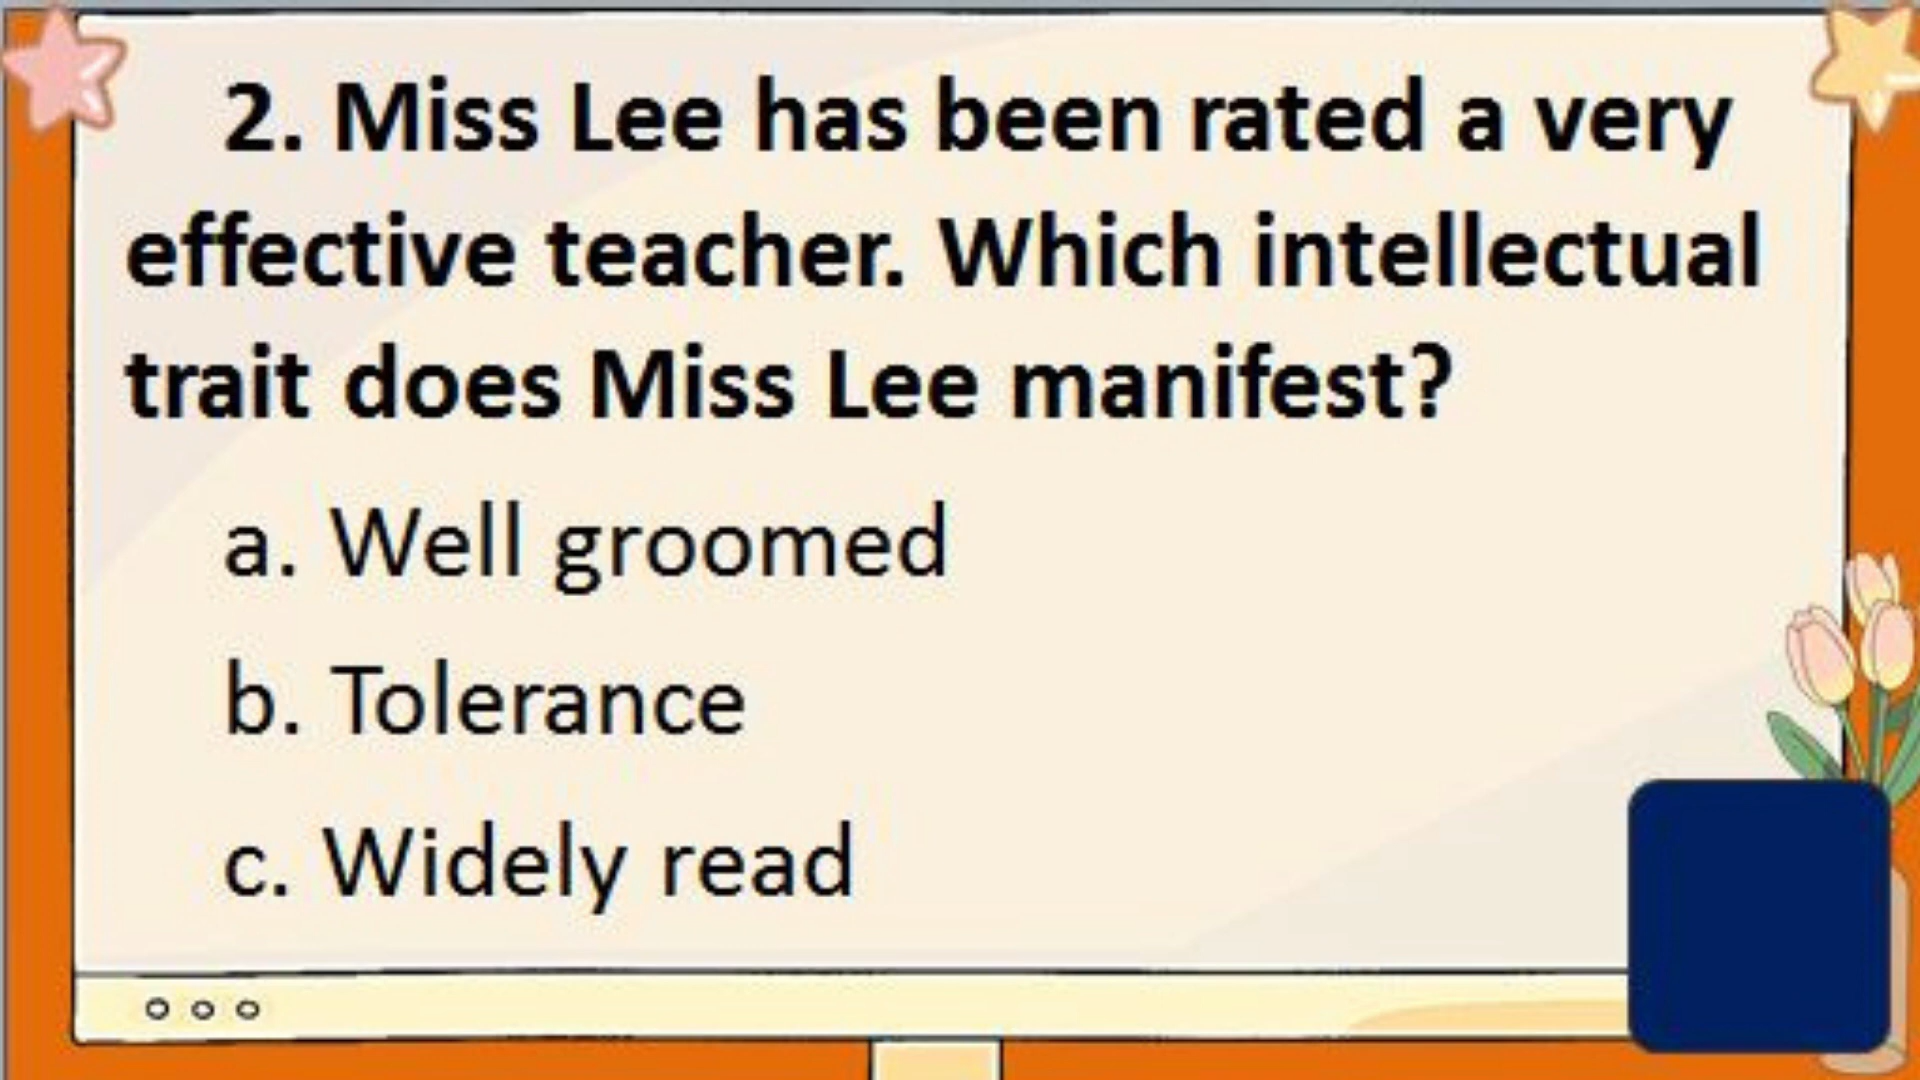 2. Miss Lee has been rated a very
effective teacher. Which intellectual
trait does Miss Lee manifest?
a. Well groomed
b. Tolerance
c. Widely read